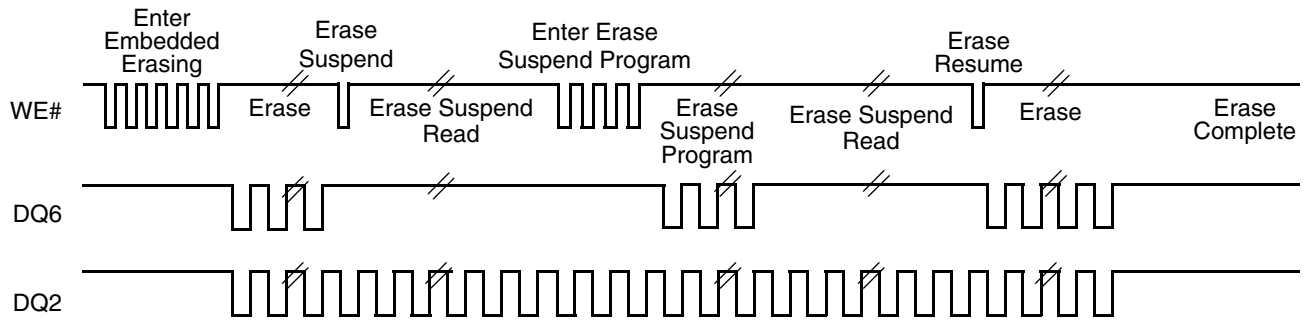 Enter
Embedded
Erasing
Erase
Suspend
Enter Erase
Suspend Program
Erase
Resume
WE#
Erase
Erase Suspend
Read
Erase
Suspend
Program
Erase Suspend
Read
Erase
Erase
Complete
DQ6
DQ2